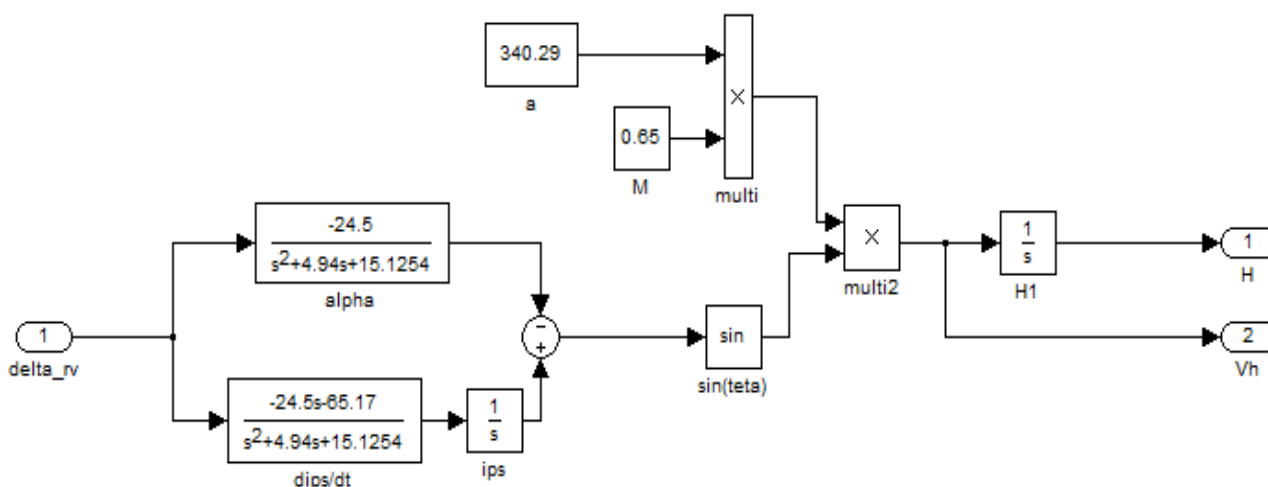 340.29
a
×
0.65
M
multi
-24.5
s2+4.94s+15.1254
alpha
1
delta_rv
-24.5s-65.17
s2+4.94s+15.1254
dips/dt
1
s
ips
−
+
sin
sin(teta)
×
multi2
1
s
H1
1
H
2
Vh